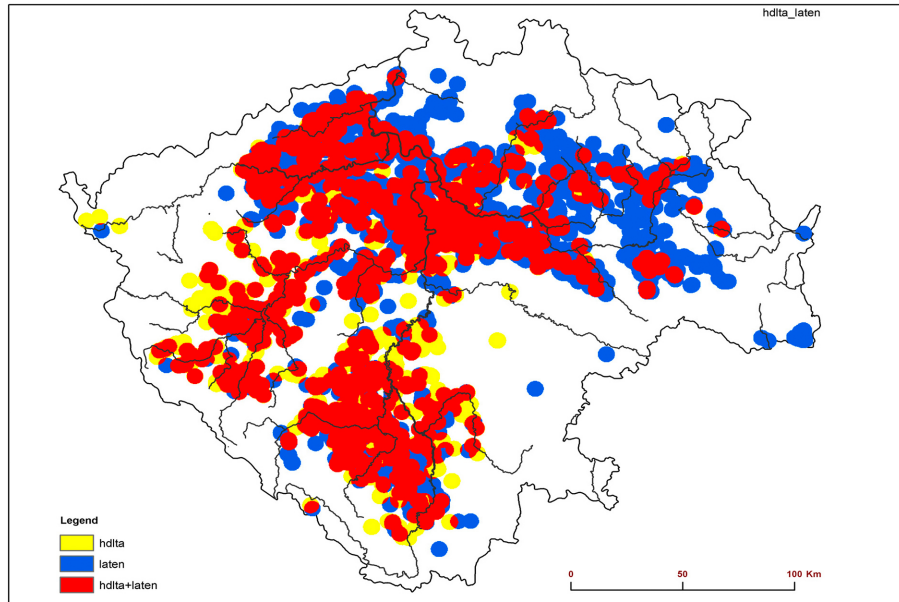 hdlta_laten
Legend
hdlta
laten
hdlta+laten
0 50 100 Km